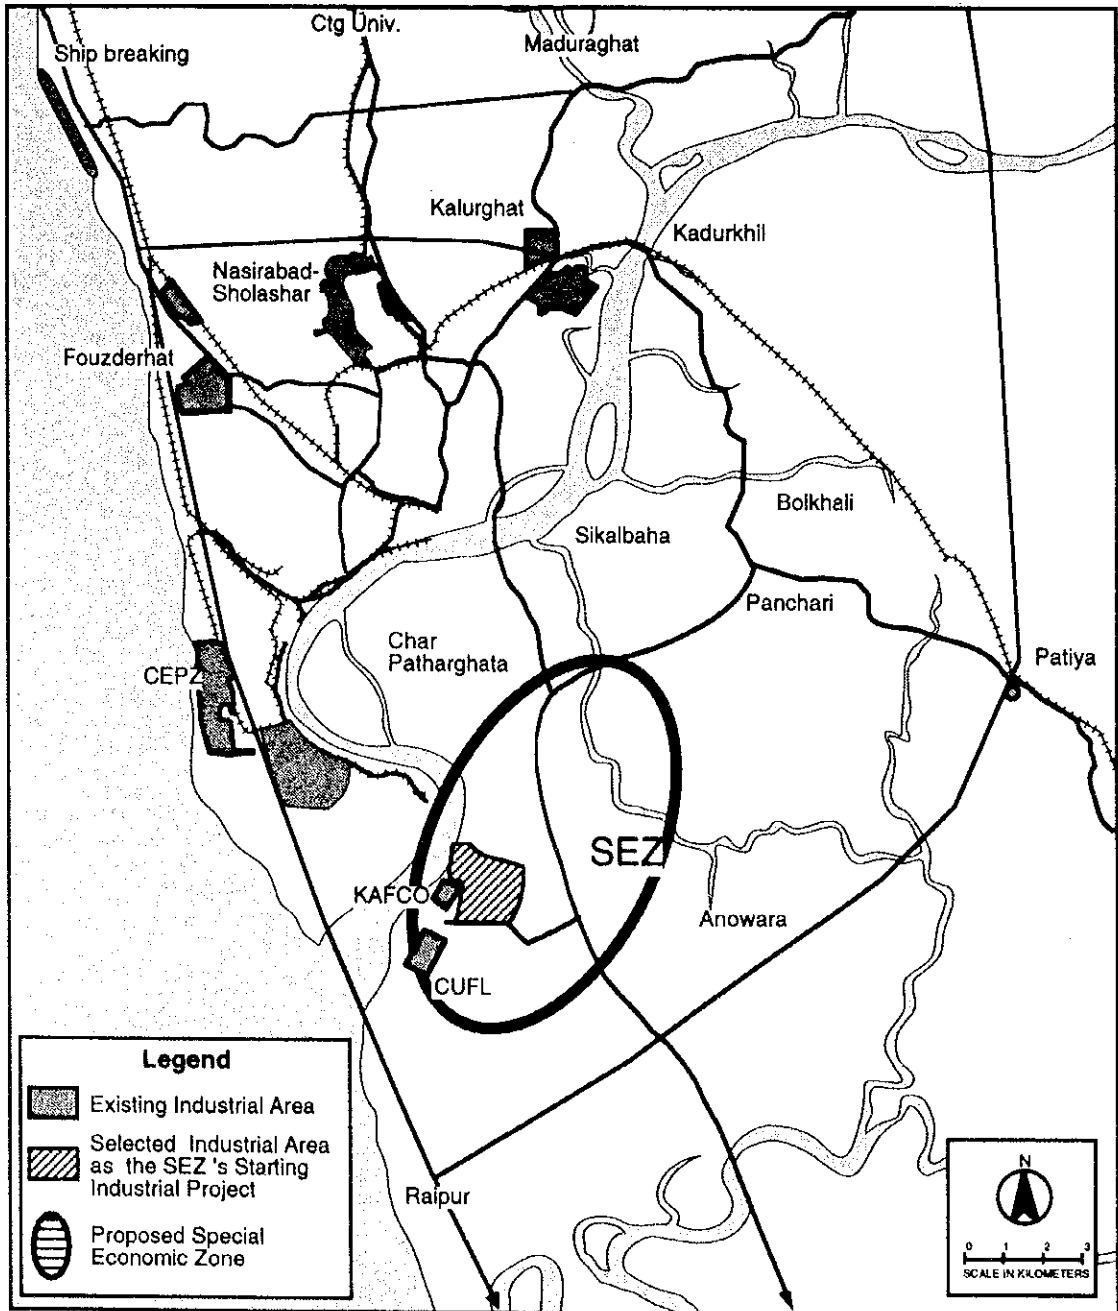 Ctg Univ.
Maduraghat
Ship breaking
Kalurghat
Kadurkhil
Nasirabad-
Sholashar
Fouzderhat
Bolkhali
Sikalbaha
Panchari
Char
Patharghata
Patiya
CEPZ
SEZ
KAFCO
Anowara
CUFL
Raipur
Legend
Existing Industrial Area
Selected Industrial Area
as the SEZ 's Starting
Industrial Project
Proposed Special
Economic Zone
N
0 1 2 3
SCALE IN KILOMETERS